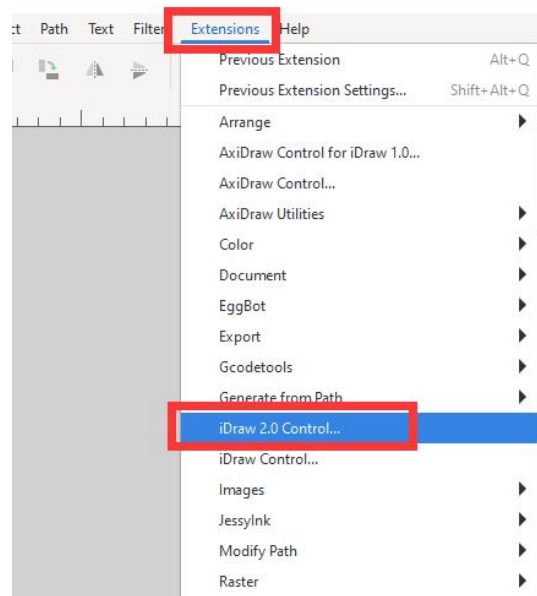 ct Path Text Filter Extensions Help
Previous Extension Alt+Q
Previous Extension Settings... Shift+Alt+Q
Arrange
AxiDraw Control for iDraw 1.0...
AxiDraw Control...
AxiDraw Utilities
Color
Document
EggBot
Export
Gcodetools
Generate from Path
iDraw 2.0 Control...
iDraw Control...
Images
JessyInk
Modify Path
Raster